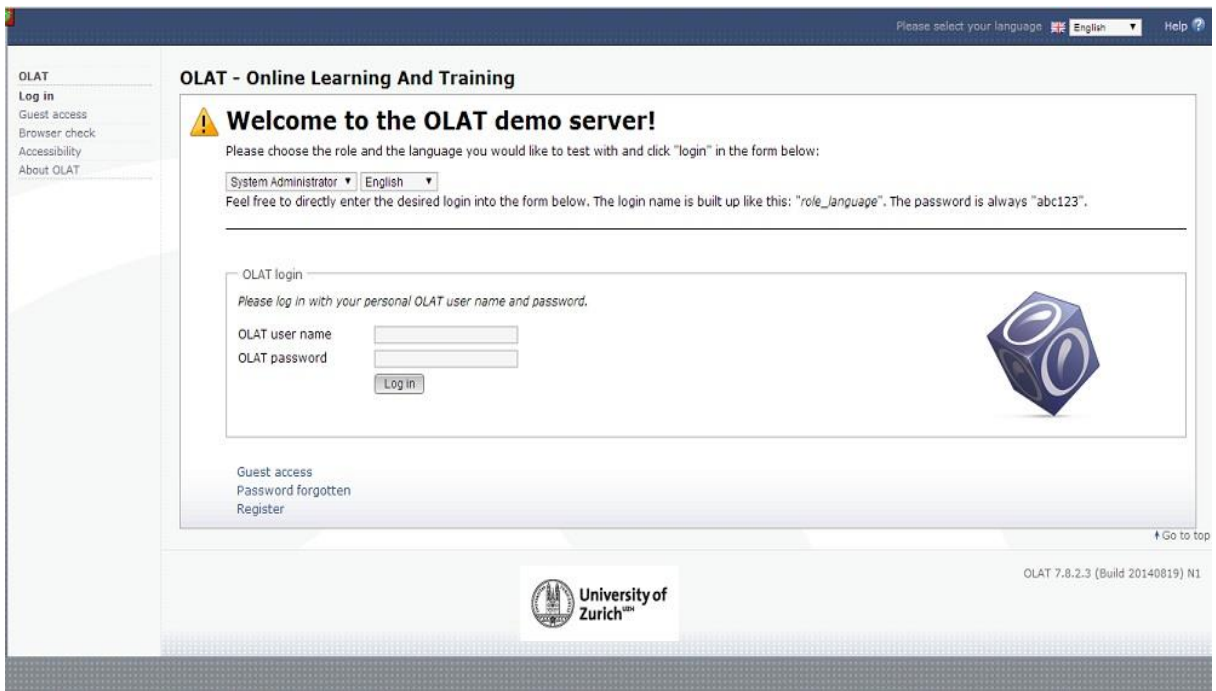 Please select your language English Help ?
OLAT
Log in
Guest access
Browser check
Accessibility
About OLAT
OLAT - Online Learning And Training
Welcome to the OLAT demo server!
Please choose the role and the language you would like to test with and click "login" in the form below:
System Administrator English
Feel free to directly enter the desired login into the form below. The login name is built up like this: "role_language". The password is always "abc123".
OLAT login
Please log in with your personal OLAT user name and password.
OLAT user name
OLAT password
Log in
Guest access
Password forgotten
Register
Go to top
OLAT 7.8.2.3 (Build 20140819) N1
University of
Zurich UZH